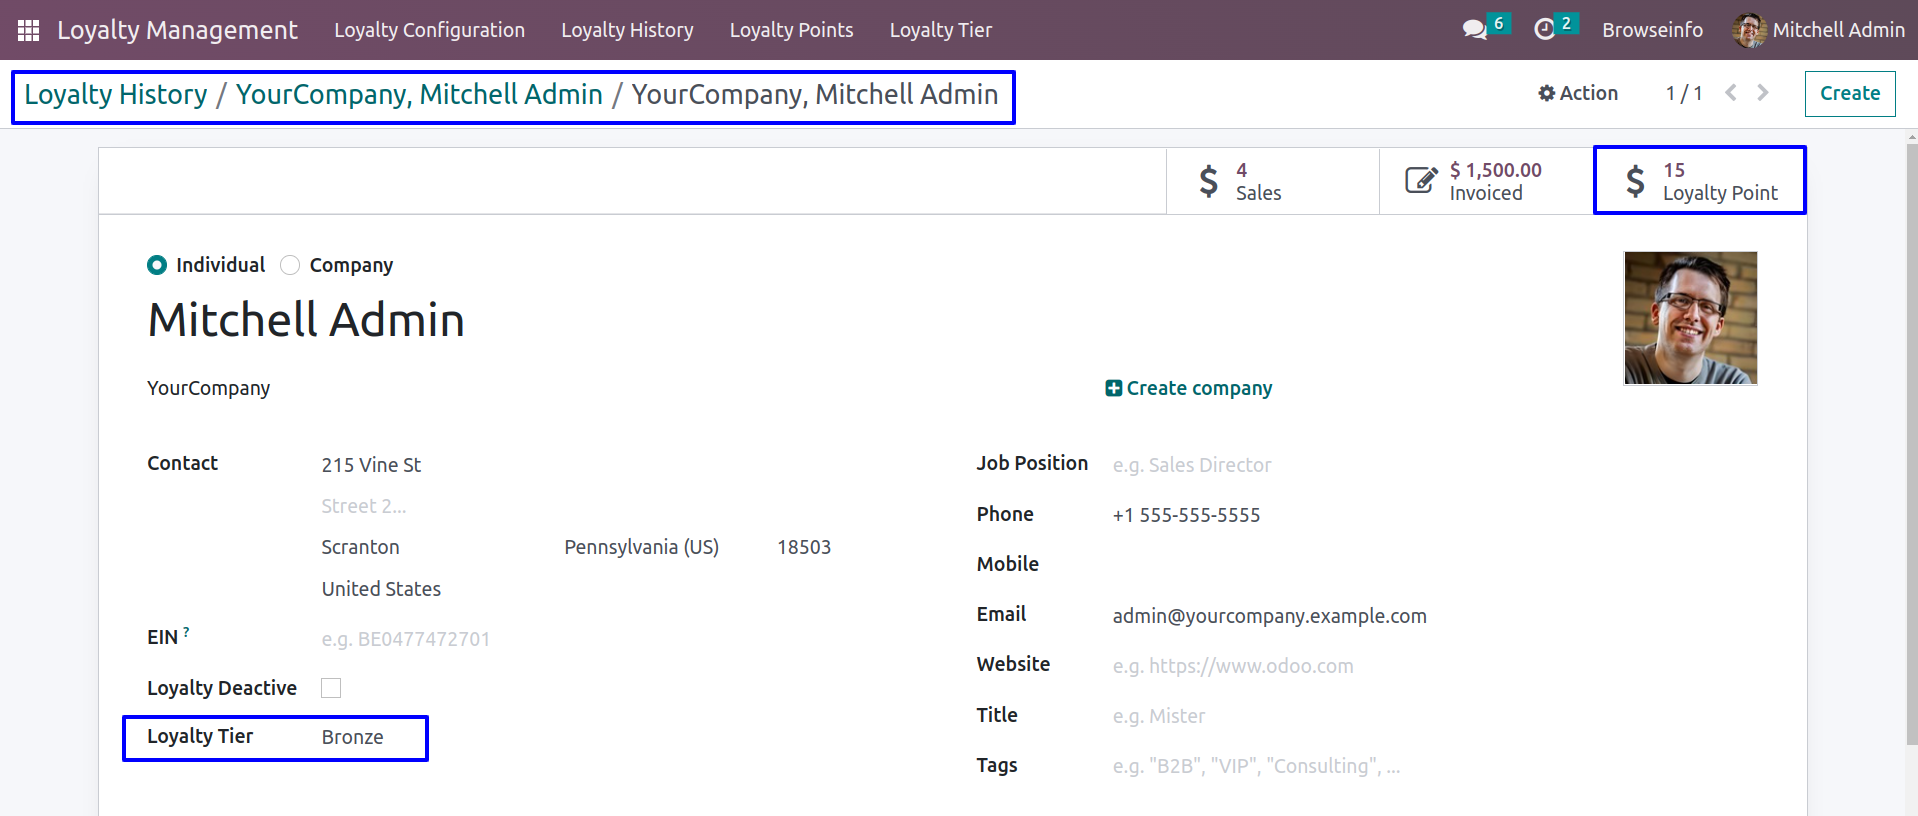 Loyalty Management Loyalty Configuration Loyalty History Loyalty Points Loyalty Tier 6 2 Browseinfo Mitchell Admin
Loyalty History / YourCompany, Mitchell Admin / YourCompany, Mitchell Admin Action 1 / 1 Create
4 Sales
$ 1,500.00 Invoiced
15 Loyalty Point
Individual Company
Mitchell Admin
YourCompany Create company
Contact 215 Vine St
Street 2...
Scranton Pennsylvania (US) 18503
United States
EIN ? e.g. BE0477472701
Loyalty Deactive
Loyalty Tier Bronze
Job Position e.g. Sales Director
Phone +1 555-555-5555
Mobile
Email admin@yourcompany.example.com
Website e.g. https://www.odoo.com
Title e.g. Mister
Tags e.g. "B2B", "VIP", "Consulting", ...